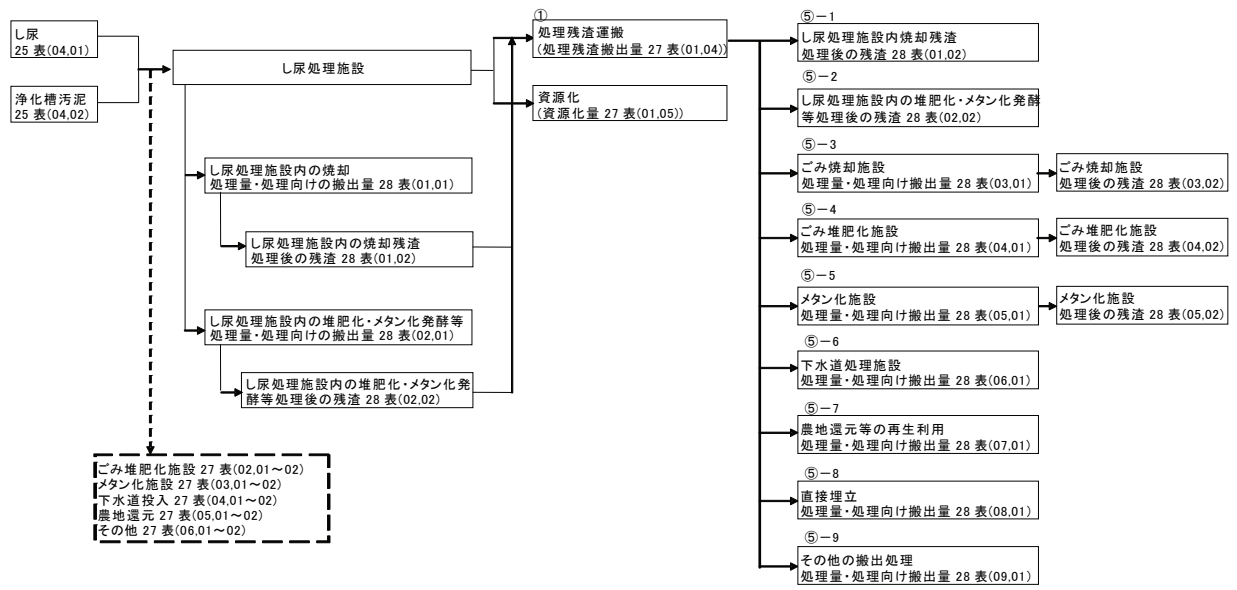 し尿
25 表(04,01)
浄化槽汚泥
25 表(04,02)
し尿処理施設
し尿処理施設内の焼却
処理量・処理向けの搬出量 28 表(01,01)
し尿処理施設内の焼却残渣
処理後の残渣 28 表(01,02)
し尿処理施設内の堆肥化・メタン化発酵等
処理量・処理向けの搬出量 28 表(02,01)
し尿処理施設内の堆肥化・メタン化発
酵等処理後の残渣 28 表(02,02)
ごみ堆肥化施設 27 表(02,01～02)
メタン化施設 27 表(03,01～02)
下水道投入 27 表(04,01～02)
農地還元 27 表(05,01～02)
その他 27 表(06,01～02)
①
処理残渣運搬
(処理残渣搬出量 27 表(01,04))
資源化
(資源化量 27 表(01,05))
⑤－1
し尿処理施設内焼却残渣
処理後の残渣 28 表(01,02)
⑤－2
し尿処理施設内の堆肥化・メタン化発酵
等処理後の残渣 28 表(02,02)
⑤－3
ごみ焼却施設
処理量・処理向け搬出量 28 表(03,01)
ごみ焼却施設
処理後の残渣 28 表(03,02)
⑤－4
ごみ堆肥化施設
処理量・処理向け搬出量 28 表(04,01)
ごみ堆肥化施設
処理後の残渣 28 表(04,02)
⑤－5
メタン化施設
処理量・処理向け搬出量 28 表(05,01)
メタン化施設
処理後の残渣 28 表(05,02)
⑤－6
下水道処理施設
処理量・処理向け搬出量 28 表(06,01)
⑤－7
農地還元等の再生利用
処理量・処理向け搬出量 28 表(07,01)
⑤－8
直接埋立
処理量・処理向け搬出量 28 表(08,01)
⑤－9
その他の搬出処理
処理量・処理向け搬出量 28 表(09,01)